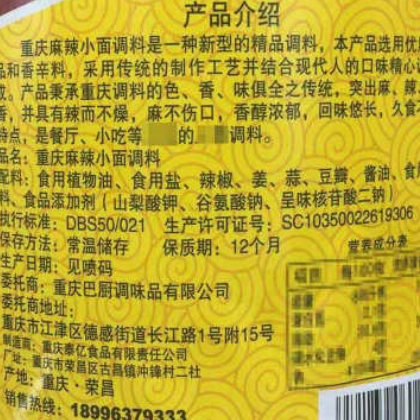 产品介绍
重庆麻辣小面调料是一种新型的精品调料，本产品选用优
品和香辛料，采用传统的制作工艺并结合现代人的口味精心
成。产品秉承重庆调料的色、香、味俱全之传统，突出麻、辣、
香，并具有辣而不燥，麻不伤口，香醇浓郁，回味悠长，久
特点，是餐厅、小吃等 的 调料。
品名：重庆麻辣小面调料
配料：食用植物油、食用盐、辣椒、姜、蒜、豆瓣、酱油、食
料、食品添加剂（山梨酸钾、谷氨酸钠、呈味核苷酸二钠）
执行标准：DBS50/021 生产许可证号：SC10350022619306
保存方法：常温储存 保质期：12个月
生产日期：见喷码 营养成分表
委托商：重庆巴厨调味品有限公司
委托商地址：
重庆市江津区德感街道长江路1号附15号
制造商：重庆泰亿食品有限责任公司
厂址：重庆市荣昌区古昌镇冲锋村二社
产地：重庆·荣昌
销售热线：18996379333